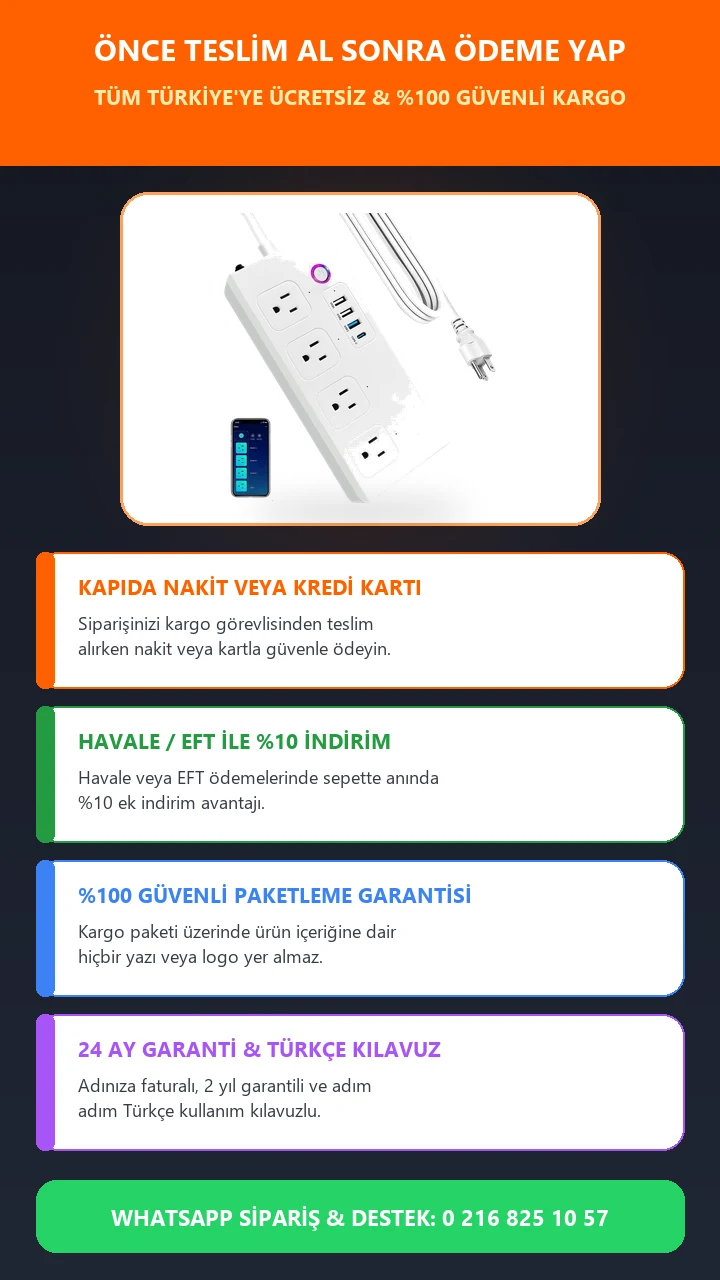 ÖNCE TESLİM AL SONRA ÖDEME YAP
TÜM TÜRKİYE'YE ÜCRETSİZ & %100 GÜVENLİ KARGO
KAPIDA NAKİT VEYA KREDİ KARTI
Siparişinizi kargo görevlisinden teslim
alırken nakit veya kartla güvenle ödeyin.
HAVALE / EFT İLE %10 İNDİRİM
Havale veya EFT ödemelerinde sepette anında
%10 ek indirim avantajı.
%100 GÜVENLİ PAKETLEME GARANTİSİ
Kargo paketi üzerinde ürün içeriğine dair
hiçbir yazı veya logo yer almaz.
24 AY GARANTİ & TÜRKÇE KILAVUZ
Adınıza faturalı, 2 yıl garantili ve adım
adım Türkçe kullanım kılavuzlu.
WHATSAPP SİPARİŞ & DESTEK: 0 216 825 10 57